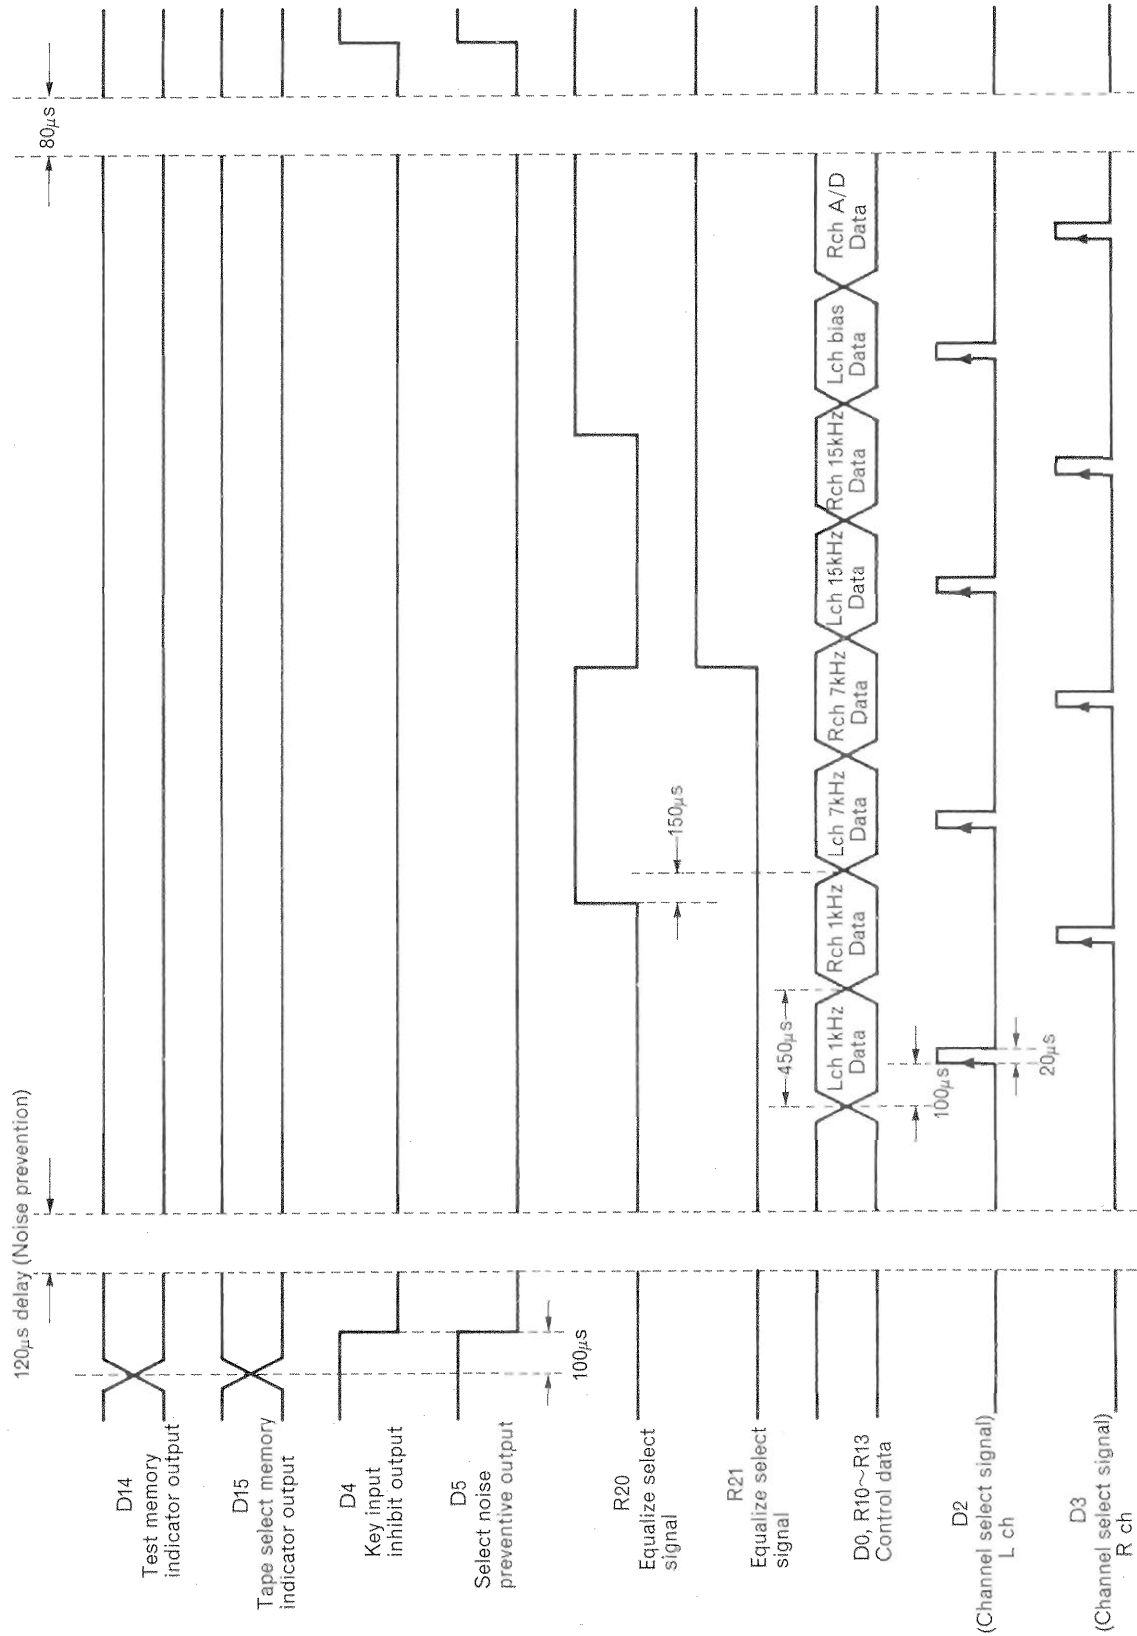 120μs delay (Noise prevention)
80μs
D14
Test memory
indicator output
D15
Tape select memory
indicator output
D4
Key input
inhibit output
D5
Select noise
preventive output
100μs
R20
Equalize select
signal
150μs
R21
Equalize select
signal
450μs
D0, R10~R13
Control data
Lch 1kHz
Data
Rch 1kHz
Data
Lch 7kHz
Data
Rch 7kHz
Data
Lch 15kHz
Data
Rch 15kHz
Data
Lch bias
Data
Rch A/D
Data
100μs
D2
(Channel select signal)
L ch
20μs
D3
(Channel select signal)
R ch